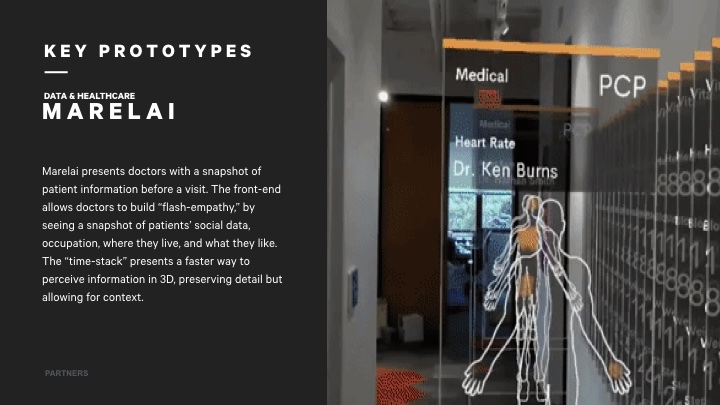 KEY PROTOTYPES
DATA & HEALTHCARE
MARELAI
Marelai presents doctors with a snapshot of
patient information before a visit. The front-end
allows doctors to build “flash-empathy,” by
seeing a snapshot of patients’ social data,
occupation, where they live, and what they like.
The “time-stack” presents a faster way to
perceive information in 3D, preserving detail but
allowing for context.
PARTNERS
Medical
PCP
Medical
Heart Rate
Dr. Ken Burns